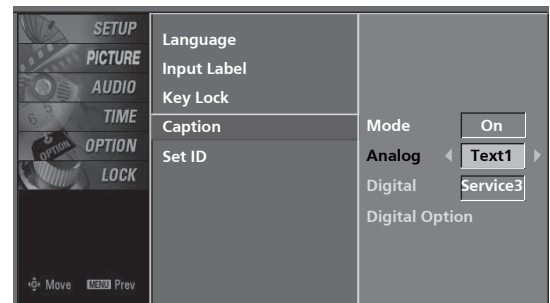 SETUP
PICTURE
AUDIO
TIME
OPTION
OPTION
LOCK
Move MENU Prev
Language
Input Label
Key Lock
Caption
Set ID
Mode On
Analog Text1
Digital Service3
Digital Option